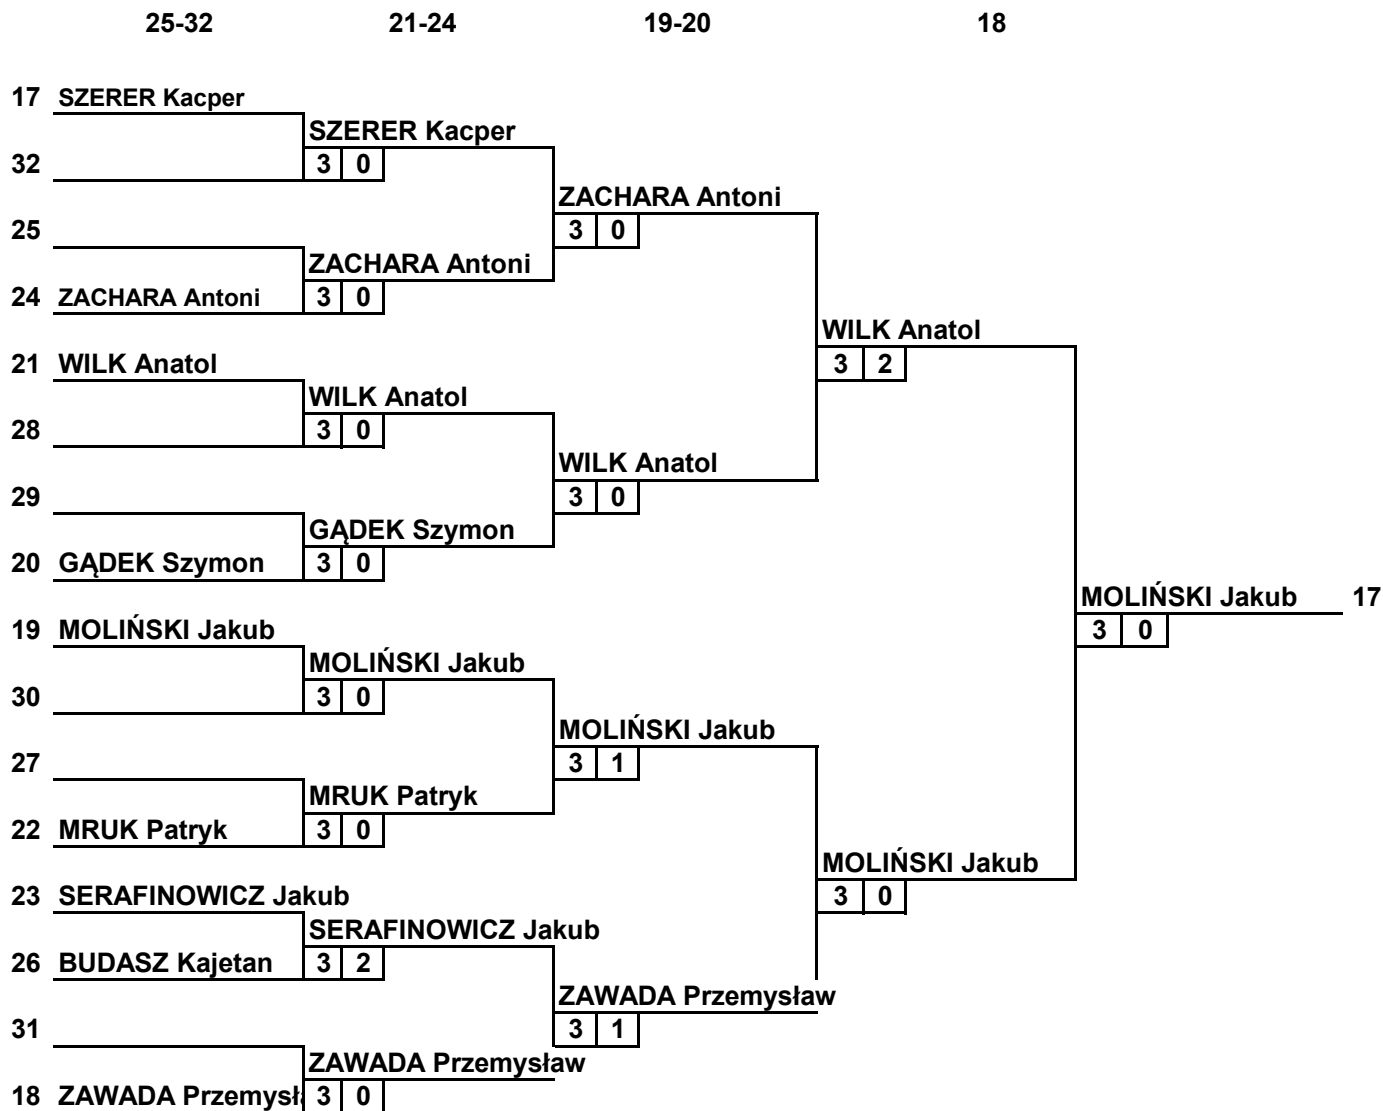 25-32 21-24 19-20 18
17 SZERER Kacper
SZERER Kacper
32 3 0
ZACHARA Antoni
25 3 0
ZACHARA Antoni
24 ZACHARA Antoni 3 0
WILK Anatol
21 WILK Anatol 3 2
WILK Anatol
28 3 0
WILK Anatol
29 3 0
GĄDEK Szymon
20 GĄDEK Szymon 3 0
MOLIŃSKI Jakub 17
19 MOLIŃSKI Jakub 3 0
MOLIŃSKI Jakub
30 3 0
MOLIŃSKI Jakub
27 3 1
MRUK Patryk
22 MRUK Patryk 3 0
MOLIŃSKI Jakub
23 SERAFINOWICZ Jakub 3 0
SERAFINOWICZ Jakub
26 BUDASZ Kajetan 3 2
ZAWADA Przemysław
31 3 1
ZAWADA Przemysław
18 ZAWADA Przemysł 3 0